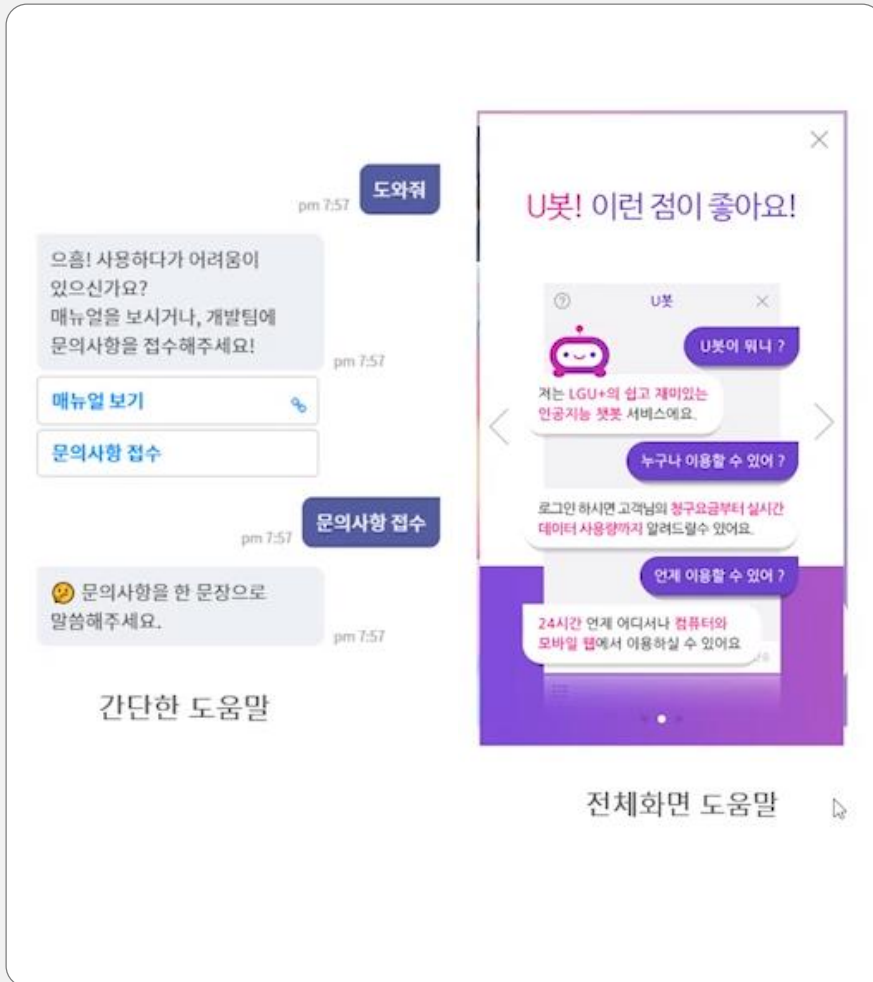 도와줘
pm 7:57
으흠! 사용하다가 어려움이
있으신가요?
매뉴얼을 보시거나, 개발팀에
문의사항을 접수해주세요!
pm 7:57
매뉴얼 보기
문의사항 접수
문의사항 접수
pm 7:57
문의사항을 한 문장으로
말씀해주세요.
pm 7:57
간단한 도움말
U봇! 이런 점이 좋아요!
U봇
U봇이 뭐니 ?
저는 LGU+의 쉽고 재미있는
인공지능 챗봇 서비스에요.
누구나 이용할 수 있어 ?
로그인 하시면 고객님의 청구요금부터 실시간
데이터 사용량까지 알려드릴수 있어요.
언제 이용할 수 있어 ?
24시간 언제 어디서나 컴퓨터와
모바일 웹에서 이용하실 수 있어요
전체화면 도움말